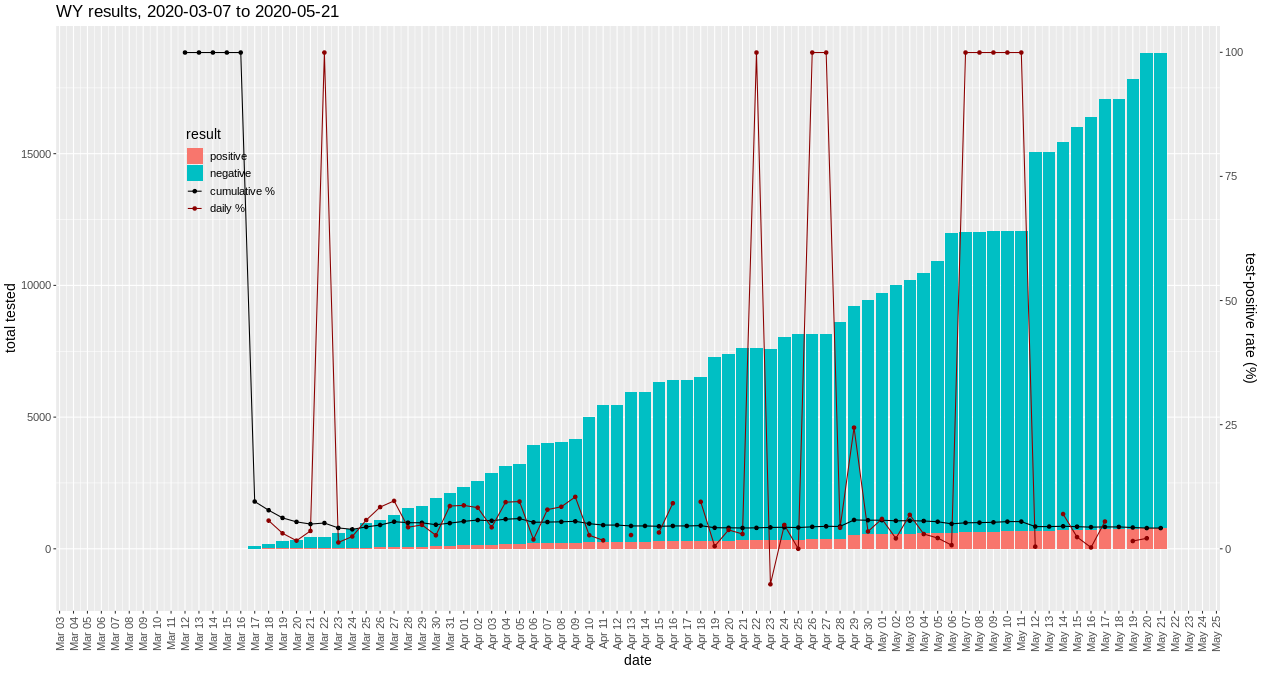 WY results, 2020-03-07 to 2020-05-21
result
positive
negative
cumulative %
daily %
total tested
15000
10000
5000
0
100
75
50
25
0
test-positive rate (%)
Mar 03
Mar 04
Mar 05
Mar 06
Mar 07
Mar 08
Mar 09
Mar 10
Mar 11
Mar 12
Mar 13
Mar 14
Mar 15
Mar 16
Mar 17
Mar 18
Mar 19
Mar 20
Mar 21
Mar 22
Mar 23
Mar 24
Mar 25
Mar 26
Mar 27
Mar 28
Mar 29
Mar 30
Mar 31
Apr 01
Apr 02
Apr 03
Apr 04
Apr 05
Apr 06
Apr 07
Apr 08
Apr 09
Apr 10
Apr 11
Apr 12
Apr 13
Apr 14
Apr 15
Apr 16
Apr 17
Apr 18
Apr 19
Apr 20
Apr 21
Apr 22
Apr 23
Apr 24
Apr 25
Apr 26
Apr 27
Apr 28
Apr 29
Apr 30
May 01
May 02
May 03
May 04
May 05
May 06
May 07
May 08
May 09
May 10
May 11
May 12
May 13
May 14
May 15
May 16
May 17
May 18
May 19
May 20
May 21
May 22
May 23
May 24
May 25
date